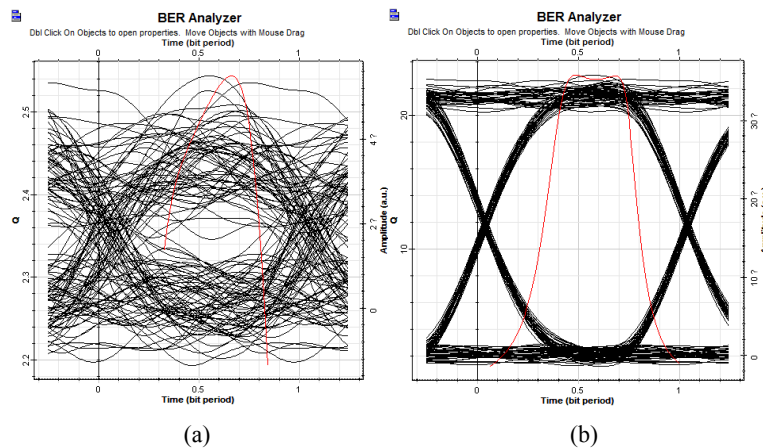 BER Analyzer
Dbl Click On Objects to open properties. Move Objects with Mouse Drag
Time (bit period)
0 0.5 1
2.5
2.4
2.3
2.2
Q
4 ?
2 ?
0
Amplitude (a.u.)
0 0.5 1
Time (bit period)
(a)
BER Analyzer
Dbl Click On Objects to open properties. Move Objects with Mouse Drag
Time (bit period)
0 0.5 1
20
10
Q
30 ?
20 ?
10 ?
0
0 0.5 1
Time (bit period)
(b)